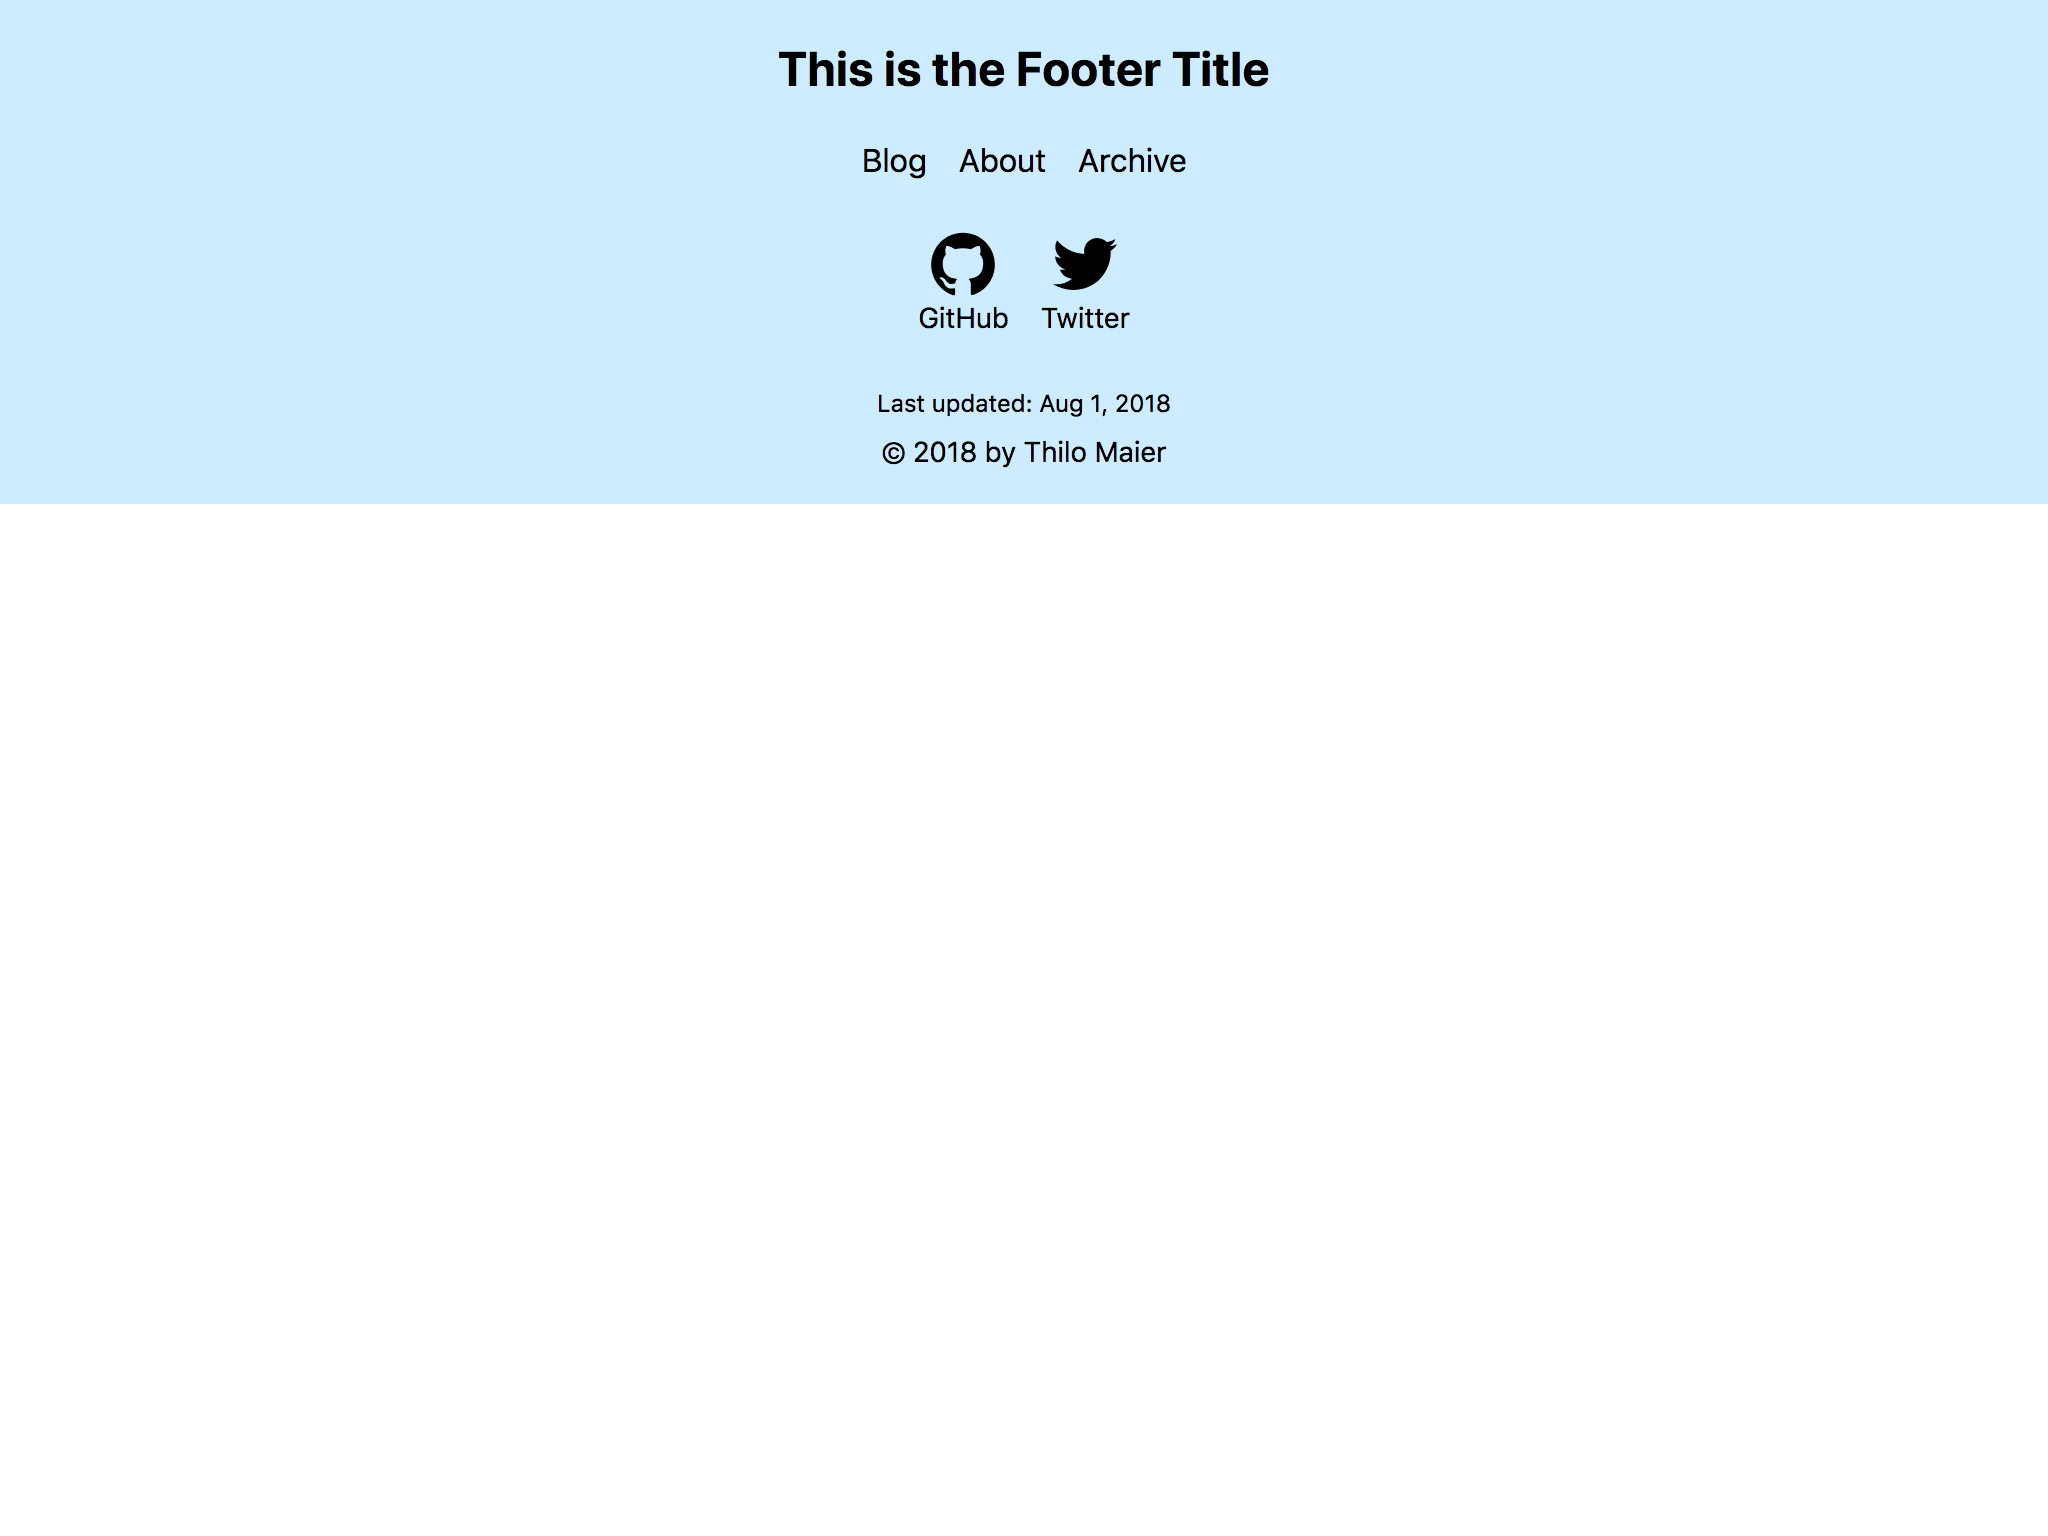 This is the Footer Title
Blog About Archive
GitHub Twitter
Last updated: Aug 1, 2018
© 2018 by Thilo Maier